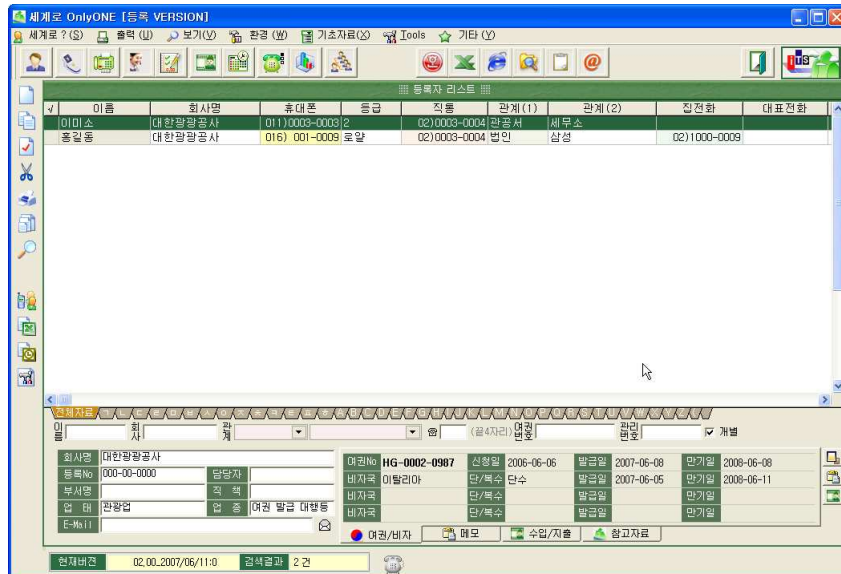 세계로 OnlyONE [등록 VERSION]
세계로 ?(S) 출력(U) 보기(V) 환경(W) 기초자료(X) Tools 기타(Y)
등록자 리스트
√ 이름 회사명 휴대폰 등급 직통 관계(1) 관계(2) 집전화 대표전화
이미소 대한광광공사 011)0003-0003 2 02)0003-0004 관공서 세무소
홍길동 대한광광공사 016) 001-0009 로얄 02)0003-0004 법인 삼성 02)1000-0009
전체자료 ㄱ ㄴ ㄷ ㄹ ㅁ ㅂ ㅅ ㅇ ㅈ ㅊ ㅋ ㅌ ㅍ ㅎ A B C D E F G H I J K L M N O P Q R S T U V W X Y Z
이름 회사 관계 (끝4자리) 여권번호 관리번호 개별
회사명 대한광광공사
등록No 000-00-0000 담당자
부서명 직 책
업 태 관광업 업 종 여권 발급 대행등
E-Mail
여권No HG-0002-0987 신청일 2006-06-06 발급일 2007-06-08 만기일 2008-06-08
비자국 이탈리아 단/복수 단수 발급일 2007-06-05 만기일 2008-06-11
비자국 단/복수 발급일 만기일
비자국 단/복수 발급일 만기일
여권/비자 메모 수입/지출 참고자료
현재버젼 02,00_2007/06/11:0 검색결과 2 건